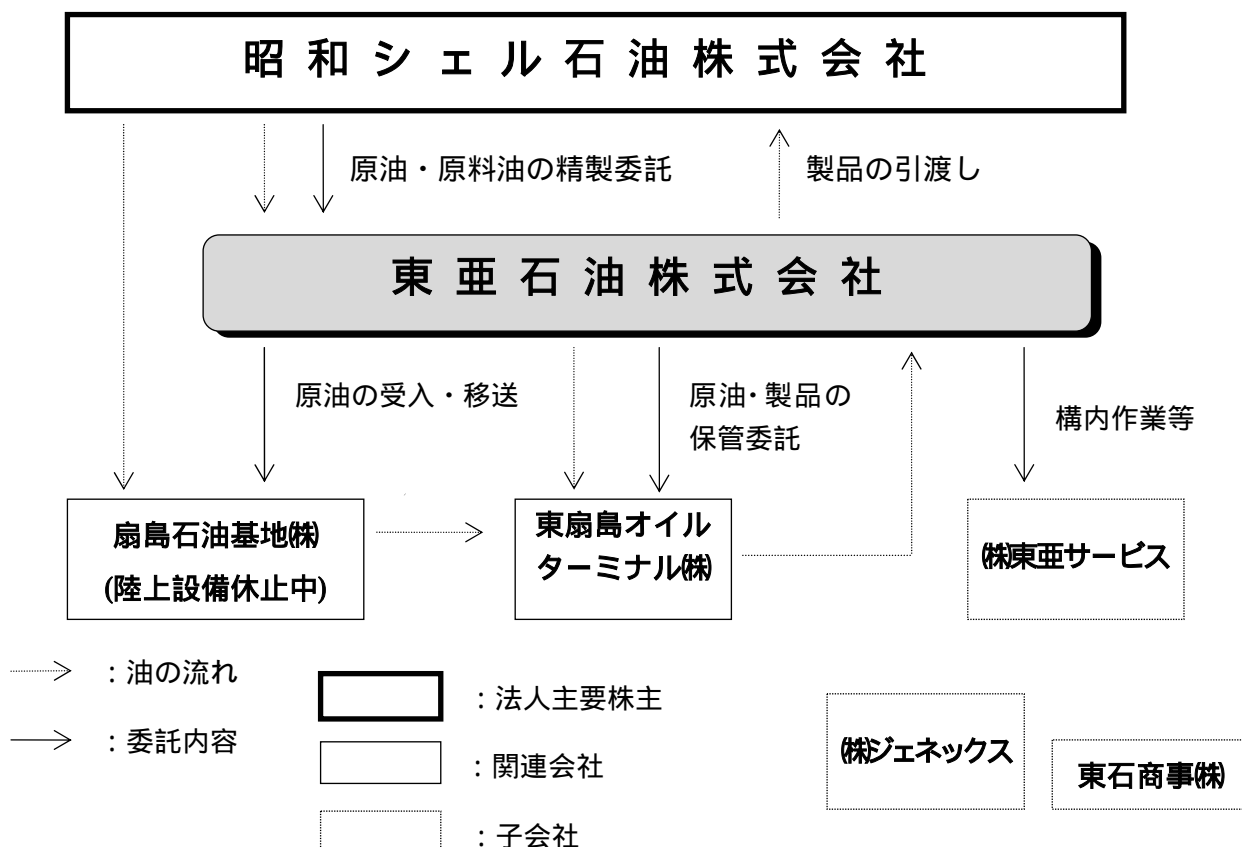 昭和シェル石油株式会社
原油・原料油の精製委託
製品の引渡し
東亜石油株式会社
原油の受入・移送
原油・製品の
保管委託
構内作業等
扇島石油基地㈱
(陸上設備休止中)
東扇島オイル
ターミナル㈱
㈱東亜サービス
：油の流れ
：委託内容
：法人主要株主
：関連会社
：子会社
㈱ジェネックス
東石商事㈱